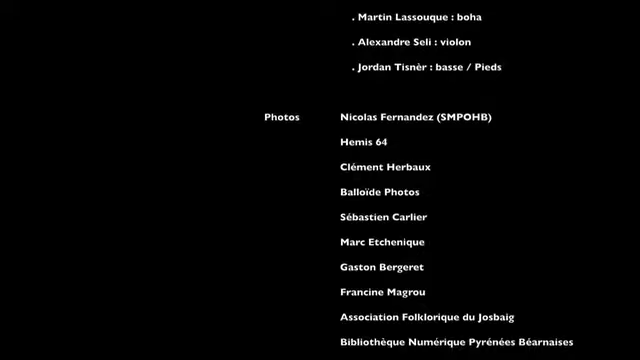 . Martin Lassouque : boha
. Alexandre Seli : violon
. Jordan Tisnèr : basse / Pieds
Photos Nicolas Fernandez (SMPOHB)
Hemis 64
Clément Herbaux
Balloïde Photos
Sébastien Carlier
Marc Etchenique
Gaston Bergeret
Francine Magrou
Association Folklorique du Josbaig
Bibliothèque Numérique Pyrénées Béarnaises